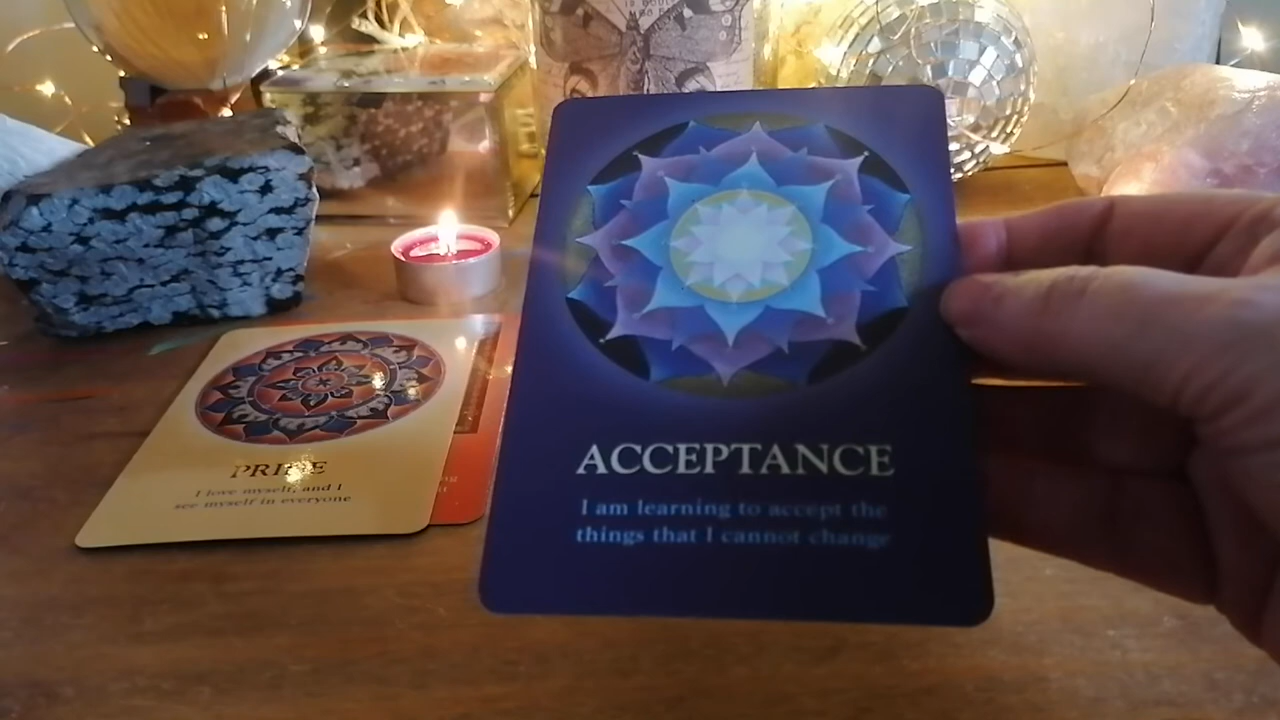 ACCEPTANCE
I am learning to accept the
things that I cannot change
PRIDE
I love myself, and I
see myself in everyone